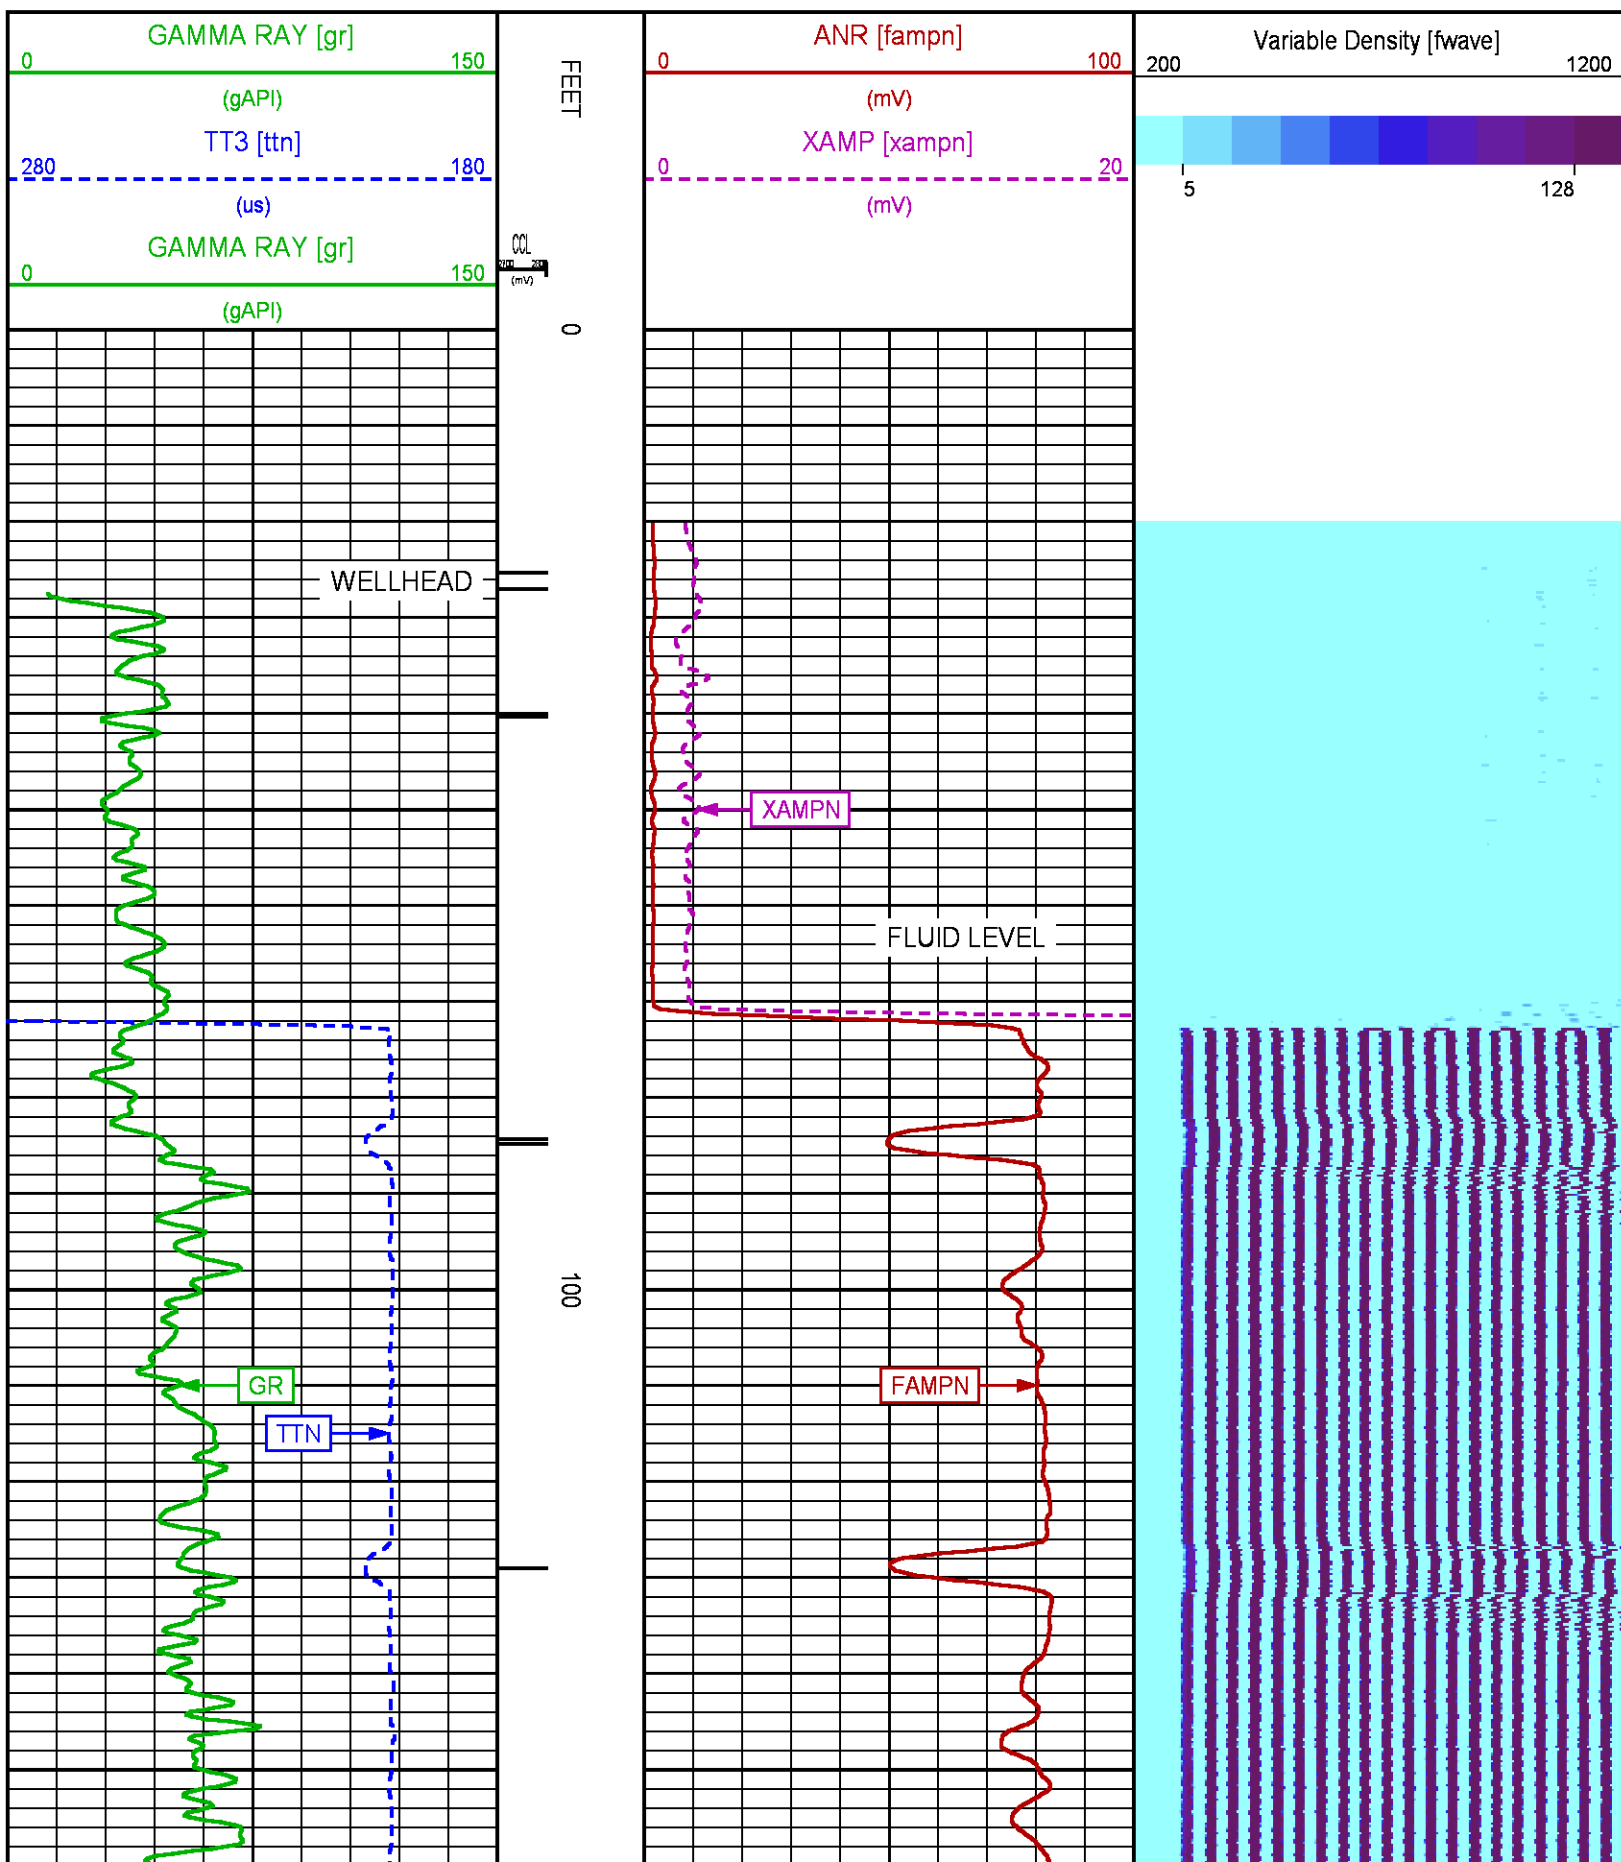 GAMMA RAY [gr]
0 150
(gAPI)
TT3 [ttn]
280 180
(us)
GAMMA RAY [gr]
0 150
(gAPI)
CCL
(mV)
FEET
0
100
ANR [fampn]
0 100
(mV)
XAMP [xampn]
0 20
(mV)
Variable Density [fwave]
200 1200
5 128
WELLHEAD
XAMPN
FLUID LEVEL
GR
FAMPN
TTN